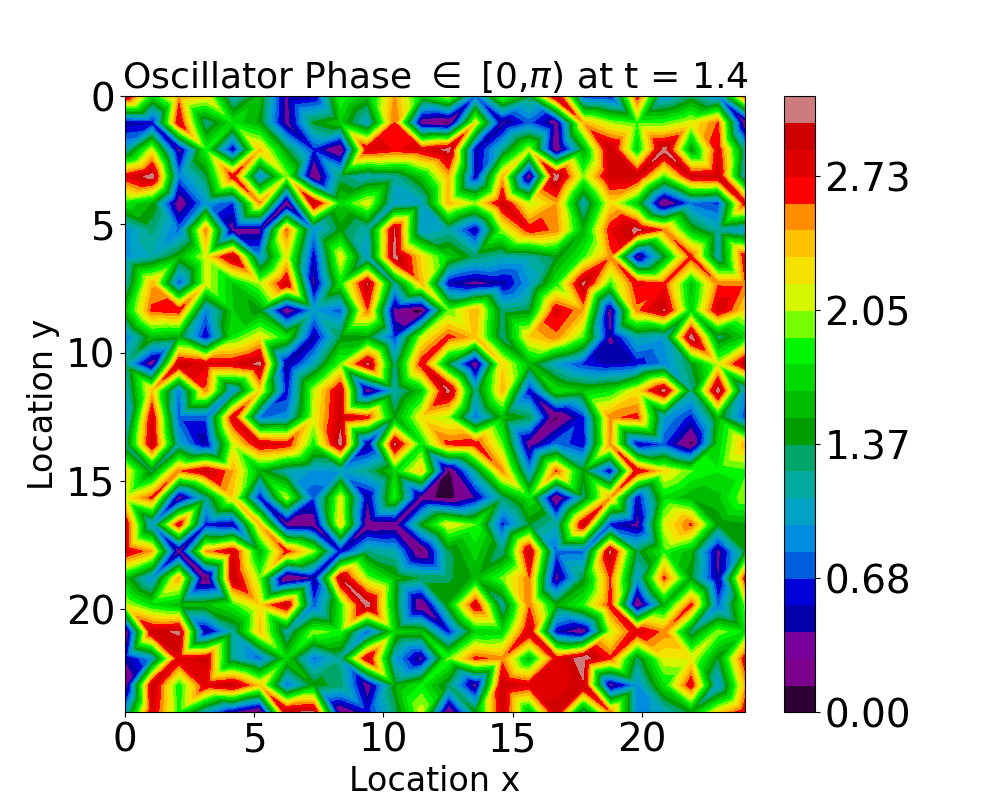 Oscillator Phase ∈ [0,π) at t = 1.4
0
5
10
15
20
Location y
0 5 10 15 20
Location x
2.73
2.05
1.37
0.68
0.00